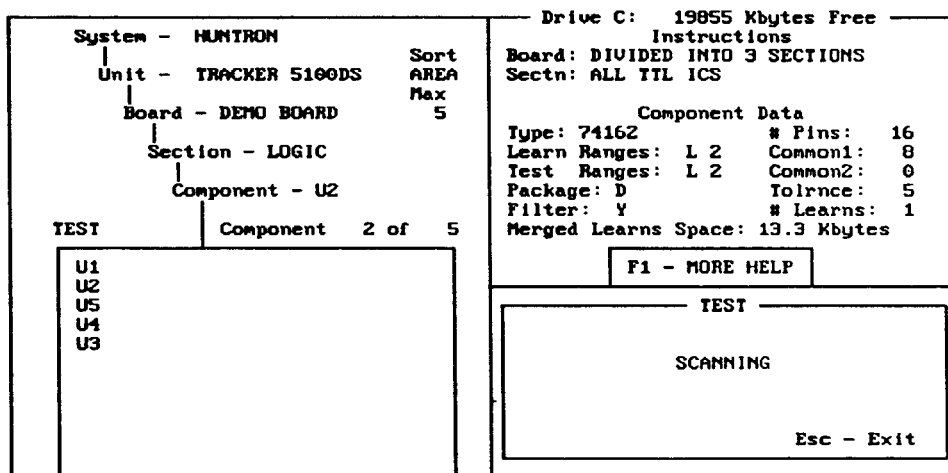 System - HUNTRON
Sort
Unit - TRACKER 5100DS AREA
Max
Board - DEMO BOARD 5
Section - LOGIC
Component - U2
TEST Component 2 of 5
U1
U2
U5
U4
U3
Drive C: 19855 Kbytes Free
Instructions
Board: DIVIDED INTO 3 SECTIONS
Sectn: ALL TTL ICS
Component Data
Type: 74162 # Pins: 16
Learn Ranges: L 2 Common1: 8
Test Ranges: L 2 Common2: 0
Package: D Tolrnce: 5
Filter: Y # Learns: 1
Merged Learns Space: 13.3 Kbytes
F1 - MORE HELP
TEST
SCANNING
Esc - Exit